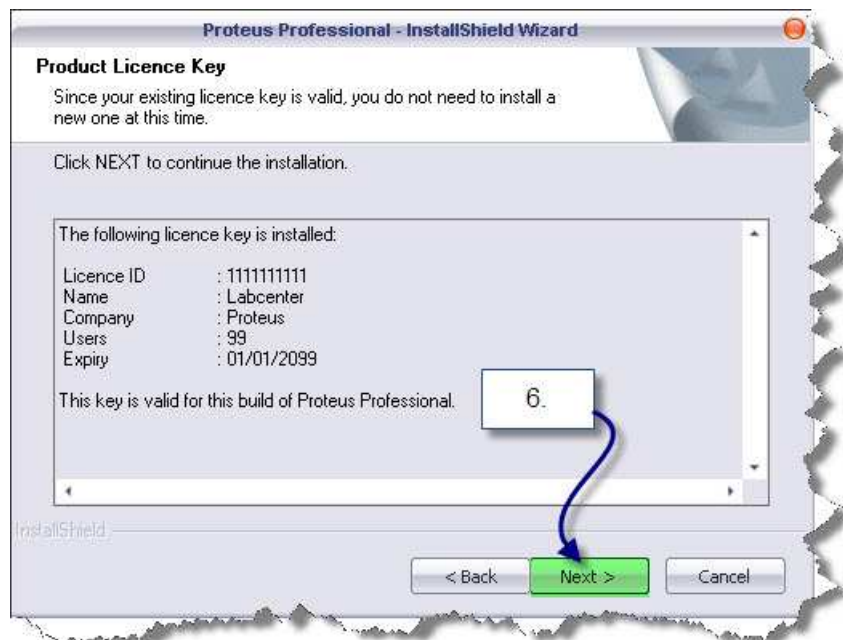 Proteus Professional - InstallShield Wizard
Product Licence Key
Since your existing licence key is valid, you do not need to install a
new one at this time.
Click NEXT to continue the installation.
The following licence key is installed:
Licence ID : 1111111111
Name : Labcenter
Company : Proteus
Users : 99
Expiry : 01/01/2099
This key is valid for this build of Proteus Professional.
6.
InstallShield
< Back Next > Cancel